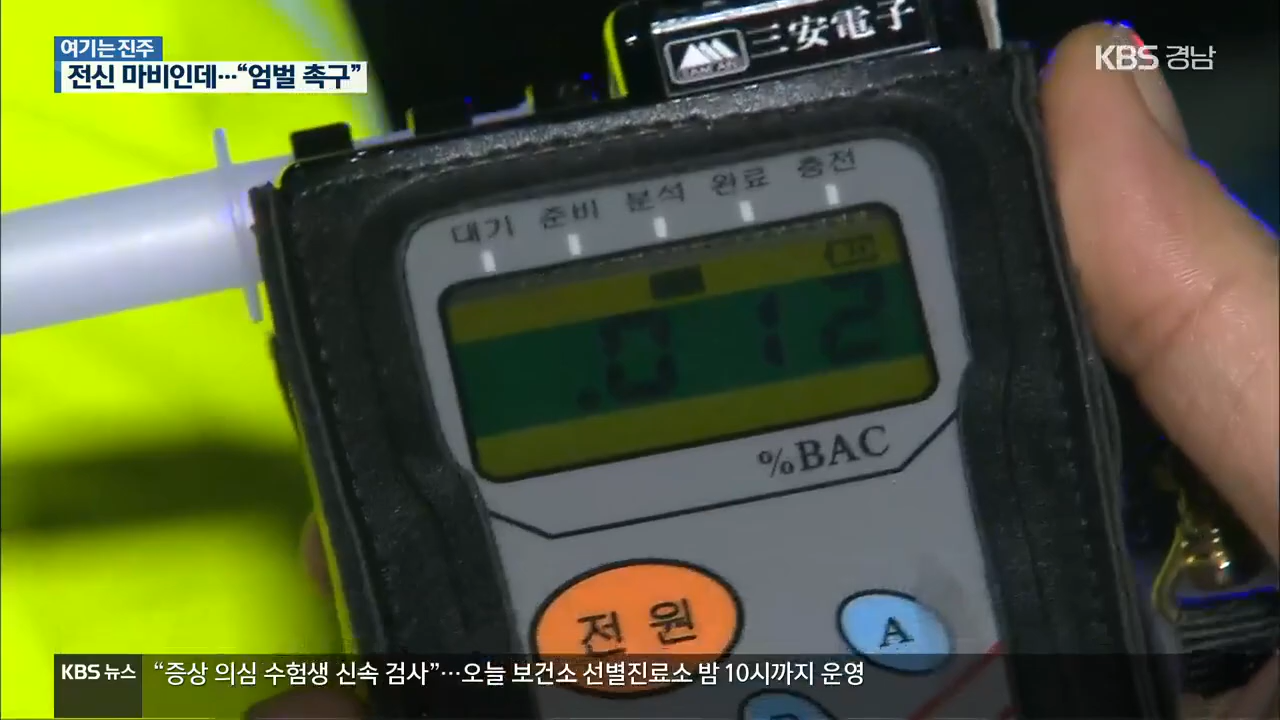 여기는 진주
전신 마비인데…“엄벌 촉구”
KBS 경남
三安電子
대기 준비 분석 완료 충전
.012
%BAC
전원
A
KBS 뉴스 “증상 의심 수험생 신속 검사”…오늘 보건소 선별진료소 밤 10시까지 운영